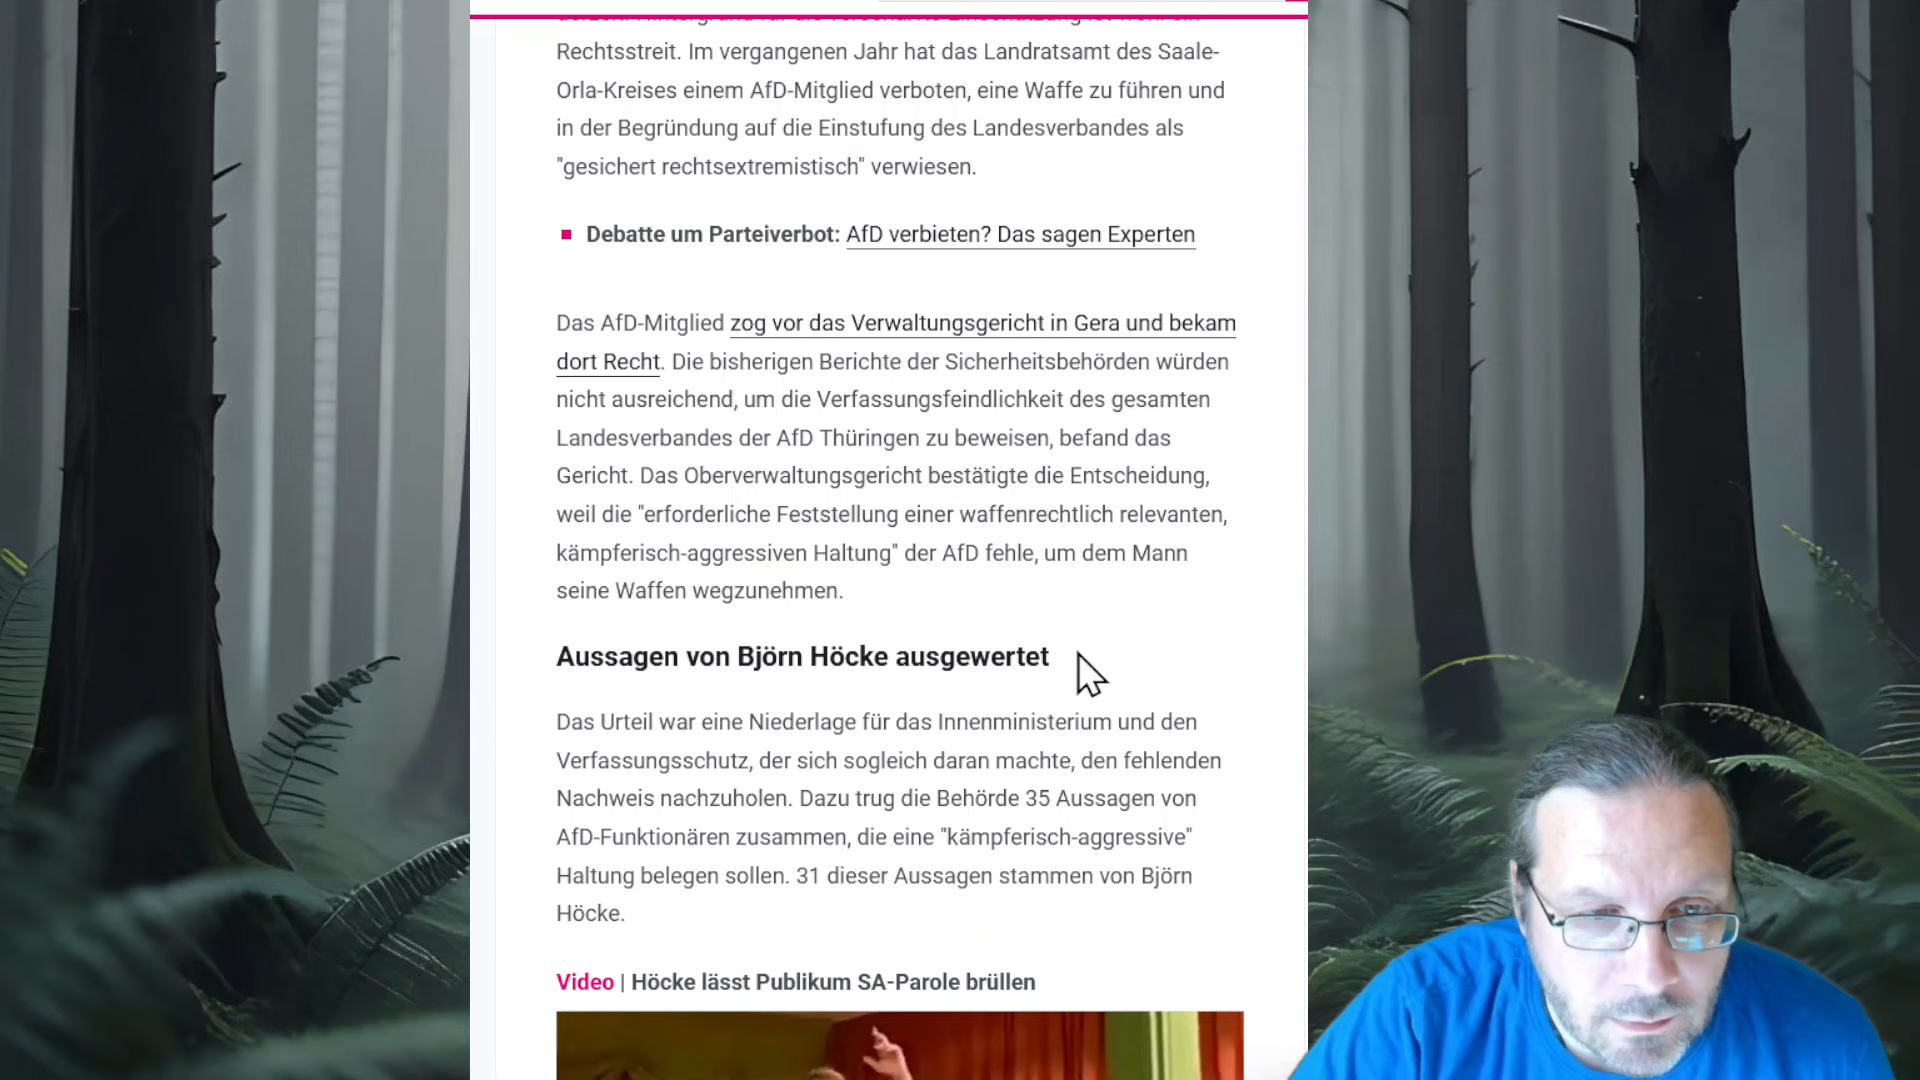 Rechtsstreit. Im vergangenen Jahr hat das Landratsamt des Saale-
Orla-Kreises einem AfD-Mitglied verboten, eine Waffe zu führen und
in der Begründung auf die Einstufung des Landesverbandes als
"gesichert rechtsextremistisch" verwiesen.
Debatte um Parteiverbot: AfD verbieten? Das sagen Experten
Das AfD-Mitglied zog vor das Verwaltungsgericht in Gera und bekam
dort Recht. Die bisherigen Berichte der Sicherheitsbehörden würden
nicht ausreichend, um die Verfassungsfeindlichkeit des gesamten
Landesverbandes der AfD Thüringen zu beweisen, befand das
Gericht. Das Oberverwaltungsgericht bestätigte die Entscheidung,
weil die "erforderliche Feststellung einer waffenrechtlich relevanten,
kämpferisch-aggressiven Haltung" der AfD fehle, um dem Mann
seine Waffen wegzunehmen.
Aussagen von Björn Höcke ausgewertet
Das Urteil war eine Niederlage für das Innenministerium und den
Verfassungsschutz, der sich sogleich daran machte, den fehlenden
Nachweis nachzuholen. Dazu trug die Behörde 35 Aussagen von
AfD-Funktionären zusammen, die eine "kämpferisch-aggressive"
Haltung belegen sollen. 31 dieser Aussagen stammen von Björn
Höcke.
Video | Höcke lässt Publikum SA-Parole brüllen